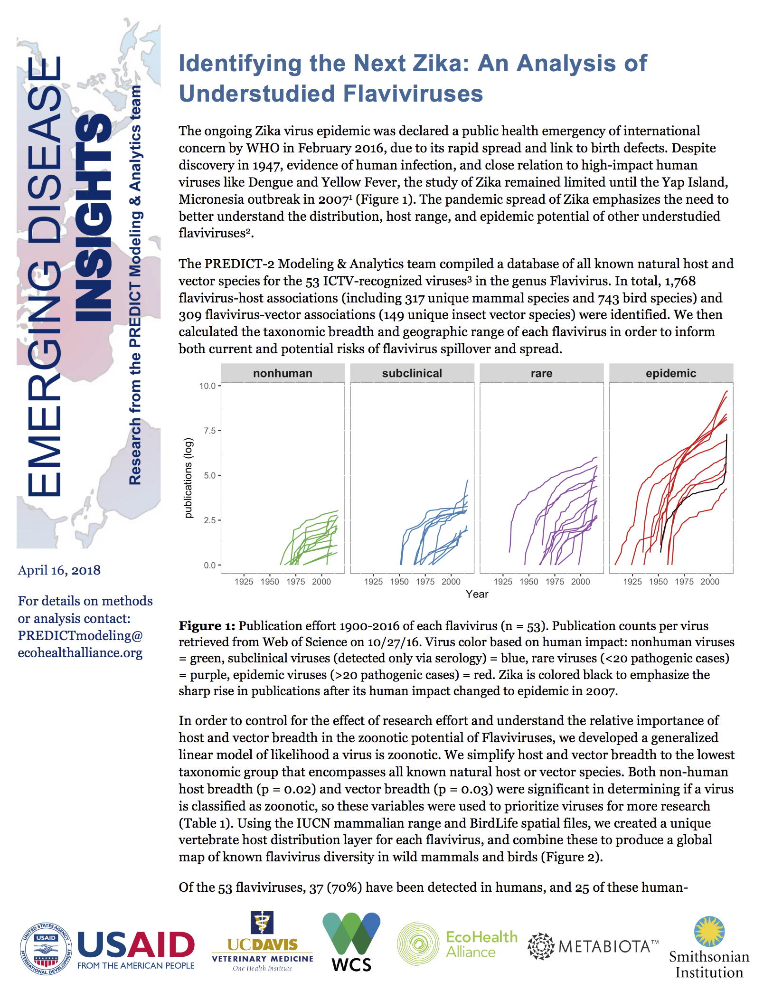 EMERGING DISEASE
INSIGHTS
Research from the PREDICT Modeling & Analytics team
April 16, 2018
For details on methods
or analysis contact:
PREDICTmodeling@
ecohealthalliance.org
Identifying the Next Zika: An Analysis of
Understudied Flaviviruses
The ongoing Zika virus epidemic was declared a public health emergency of international
concern by WHO in February 2016, due to its rapid spread and link to birth defects. Despite
discovery in 1947, evidence of human infection, and close relation to high-impact human
viruses like Dengue and Yellow Fever, the study of Zika remained limited until the Yap Island,
Micronesia outbreak in 2007¹ (Figure 1). The pandemic spread of Zika emphasizes the need to
better understand the distribution, host range, and epidemic potential of other understudied
flaviviruses².
The PREDICT-2 Modeling & Analytics team compiled a database of all known natural host and
vector species for the 53 ICTV-recognized viruses³ in the genus Flavivirus. In total, 1,768
flavivirus-host associations (including 317 unique mammal species and 743 bird species) and
309 flavivirus-vector associations (149 unique insect vector species) were identified. We then
calculated the taxonomic breadth and geographic range of each flavivirus in order to inform
both current and potential risks of flavivirus spillover and spread.
nonhuman subclinical rare epidemic
publications (log)
10.0
7.5
5.0
2.5
0.0
1925 1950 1975 2000 1925 1950 1975 2000 1925 1950 1975 2000 1925 1950 1975 2000
Year
Figure 1: Publication effort 1900-2016 of each flavivirus (n = 53). Publication counts per virus
retrieved from Web of Science on 10/27/16. Virus color based on human impact: nonhuman viruses
= green, subclinical viruses (detected only via serology) = blue, rare viruses (<20 pathogenic cases)
= purple, epidemic viruses (>20 pathogenic cases) = red. Zika is colored black to emphasize the
sharp rise in publications after its human impact changed to epidemic in 2007.
In order to control for the effect of research effort and understand the relative importance of
host and vector breadth in the zoonotic potential of Flaviviruses, we developed a generalized
linear model of likelihood a virus is zoonotic. We simplify host and vector breadth to the lowest
taxonomic group that encompasses all known natural host or vector species. Both non-human
host breadth (p = 0.02) and vector breadth (p = 0.03) were significant in determining if a virus
is classified as zoonotic, so these variables were used to prioritize viruses for more research
(Table 1). Using the IUCN mammalian range and BirdLife spatial files, we created a unique
vertebrate host distribution layer for each flavivirus, and combine these to produce a global
map of known flavivirus diversity in wild mammals and birds (Figure 2).
Of the 53 flaviviruses, 37 (70%) have been detected in humans, and 25 of these human-
UNITED STATES AGENCY
INTERNATIONAL DEVELOPMENT
USAID
USAID
FROM THE AMERICAN PEOPLE
UCDAVIS
VETERINARY MEDICINE
One Health Institute
WCS
EcoHealth
Alliance
METABIOTA™
Smithsonian
Institution